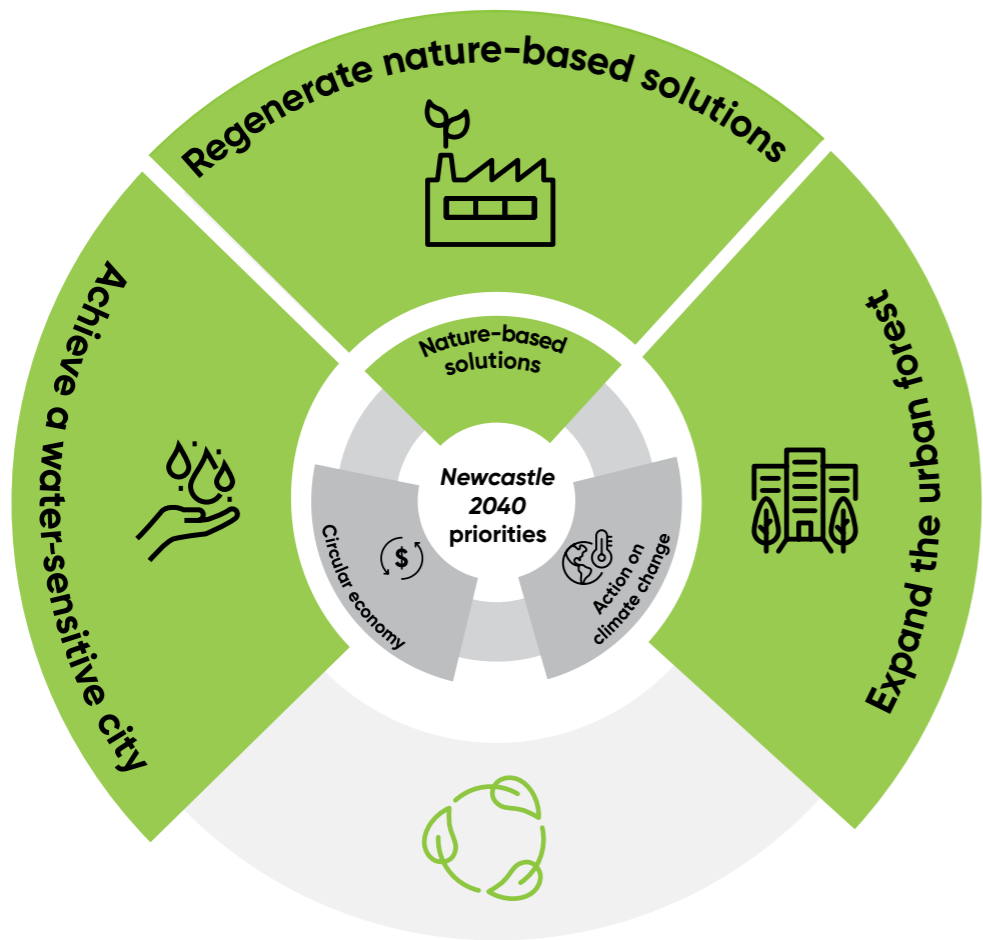 Regenerate nature-based solutions
Achieve a water-sensitive city
Expand the urban forest
Nature-based
solutions
Newcastle
2040
priorities
Circular economy
$
Action on
climate change